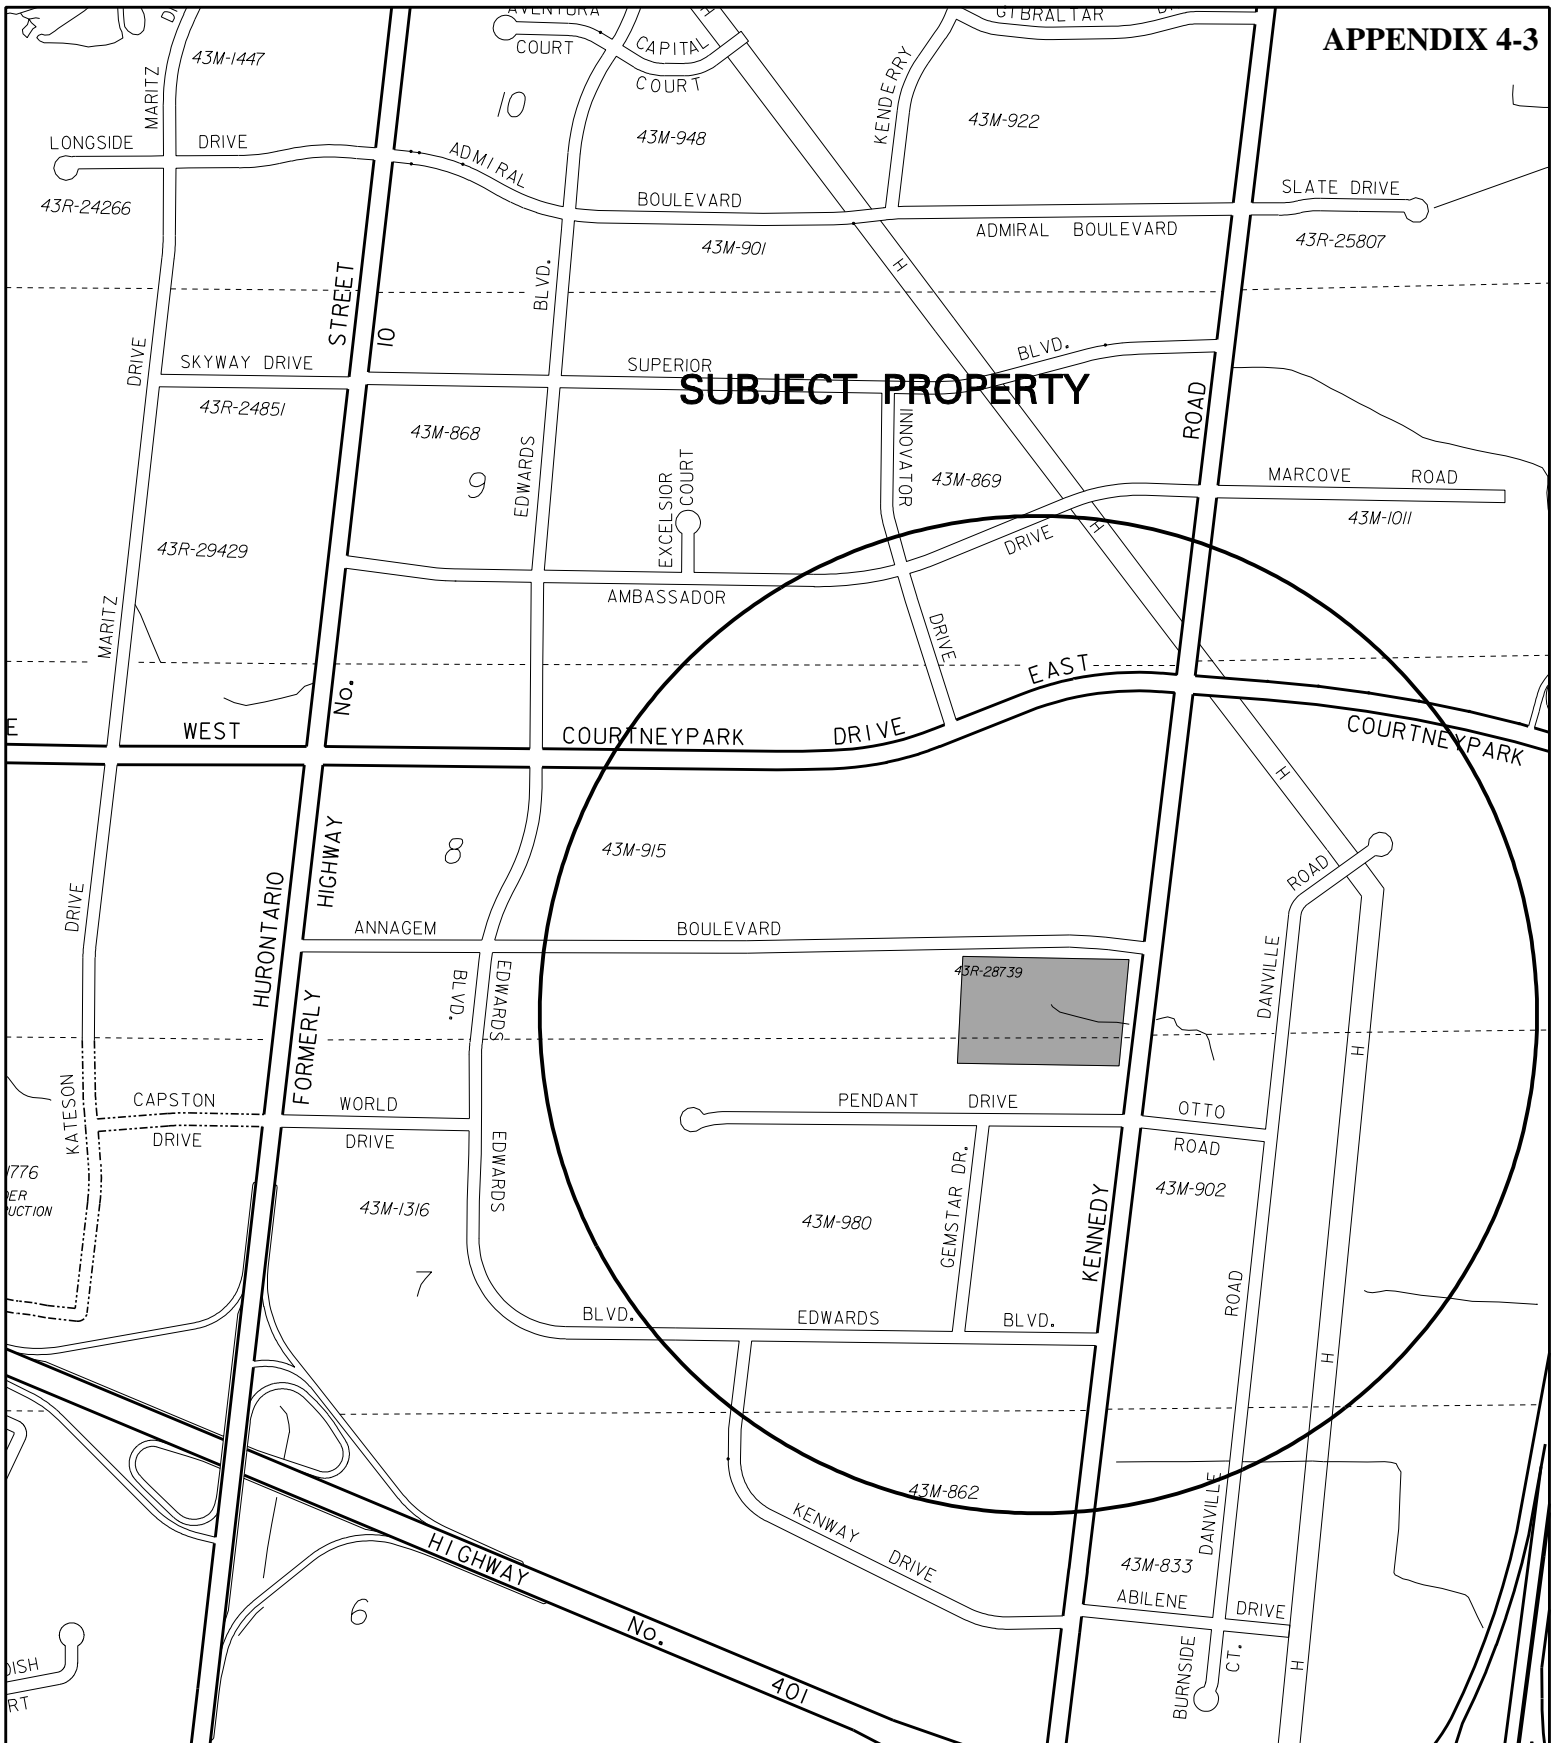 APPENDIX 4-3
AVENTURA
COURT
CAPITAL
COURT
GIBRALTAR
43M-1447
MARITZ
10
KENDERRY
43M-948
43M-922
LONGSIDE
DRIVE
ADMIRAL
BOULEVARD
SLATE DRIVE
43R-24266
ADMIRAL BOULEVARD
43M-901
43R-25807
H
STREET
BLVD.
10
DRIVE
SKYWAY DRIVE
SUPERIOR
BLVD.
SUBJECT PROPERTY
43R-24851
ROAD
43M-868
INNOVATOR
EDWARDS
9
EXCELSIOR
COURT
43M-869
MARCOVE ROAD
43M-1011
43R-29429
DRIVE
H
AMBASSADOR
MARITZ
DRIVE
EAST
No.
E
WEST
COURTNEYPARK DRIVE
COURTNEYPARK
H
HIGHWAY
8
43M-915
ROAD
DRIVE
HURONTARIO
ANNAGEM
BOULEVARD
DANVILLE
BLVD.
EDWARDS
43R-28739
FORMERLY
H
KATESON
CAPSTON
DRIVE
WORLD
DRIVE
PENDANT DRIVE
OTTO
ROAD
EDWARDS
GEMSTAR DR.
1776
UCTION
43M-1316
43M-980
43M-902
KENNEDY
7
ROAD
BLVD.
EDWARDS
BLVD.
H
43M-862
DANVILLE
KENWAY
DRIVE
HIGHWAY
No.
401
43M-833
ABILENE
DRIVE
6
BURNSIDE
CT.
H
DISH
RT